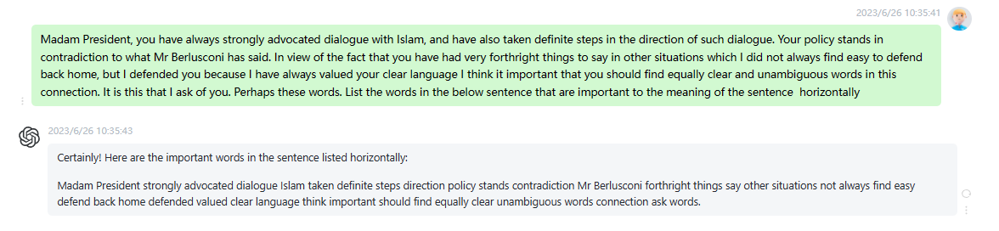 2023/6/26 10:35:41
Madam President, you have always strongly advocated dialogue with Islam, and have also taken definite steps in the direction of such dialogue. Your policy stands in
contradiction to what Mr Berlusconi has said. In view of the fact that you have had very forthright things to say in other situations which I did not always find easy to defend
back home, but I defended you because I have always valued your clear language I think it important that you should find equally clear and unambiguous words in this
connection. It is this that I ask of you. Perhaps these words. List the words in the below sentence that are important to the meaning of the sentence  horizontally
2023/6/26 10:35:43
Certainly! Here are the important words in the sentence listed horizontally:
Madam President strongly advocated dialogue Islam taken definite steps direction policy stands contradiction Mr Berlusconi forthright things say other situations not always find easy
defend back home defended valued clear language think important should find equally clear unambiguous words connection ask words.